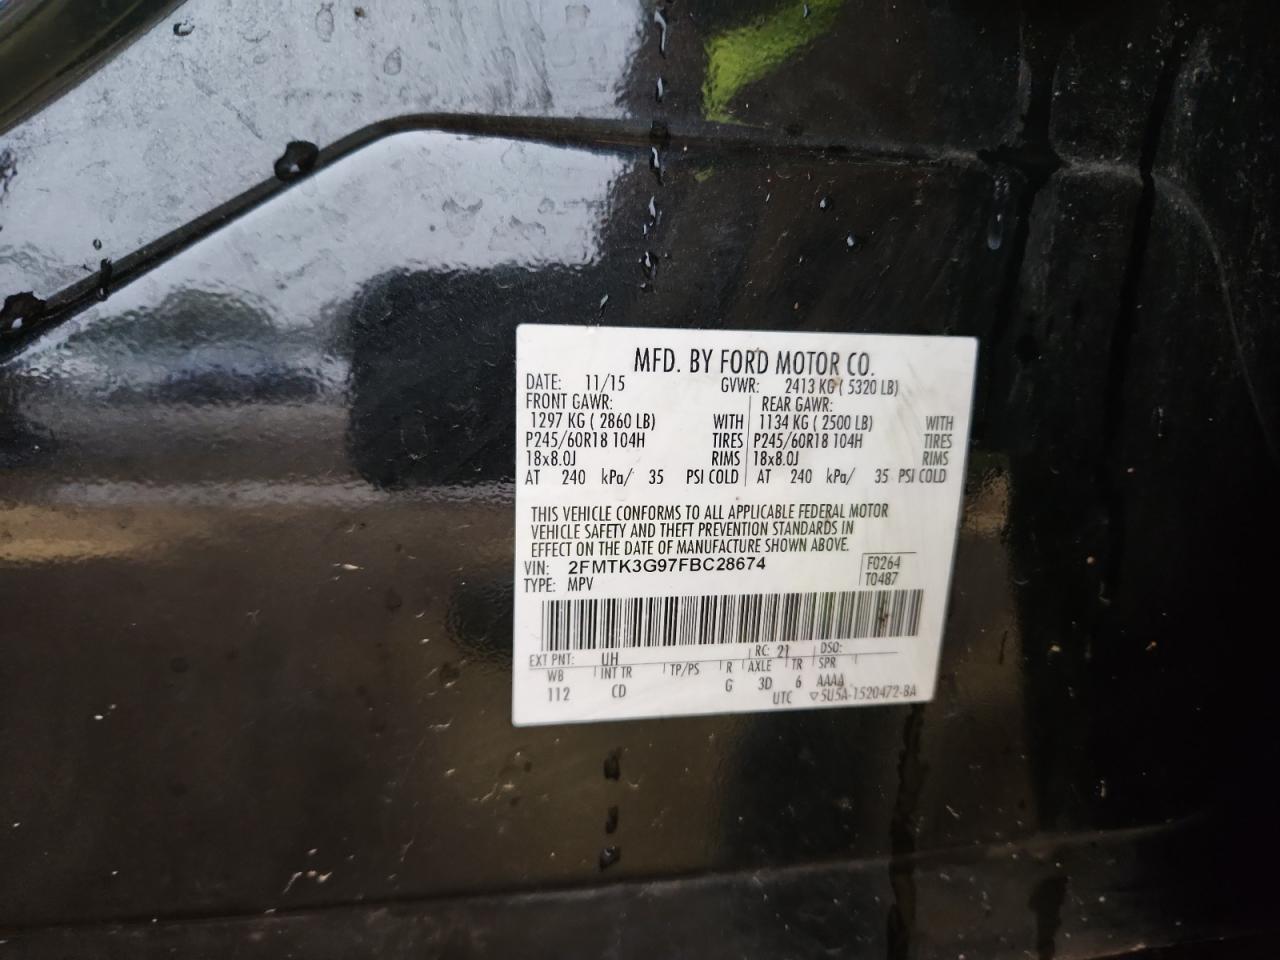 MFD. BY FORD MOTOR CO.
DATE: 11/15 GVWR: 2413 KG ( 5320 LB)
FRONT GAWR: REAR GAWR:
1297 KG ( 2860 LB) WITH 1134 KG ( 2500 LB) WITH
P245/60R18 104H TIRES P245/60R18 104H TIRES
18x8.0J RIMS 18x8.0J RIMS
AT 240 kPa/ 35 PSI COLD AT 240 kPa/ 35 PSI COLD
THIS VEHICLE CONFORMS TO ALL APPLICABLE FEDERAL MOTOR
VEHICLE SAFETY AND THEFT PREVENTION STANDARDS IN
EFFECT ON THE DATE OF MANUFACTURE SHOWN ABOVE.
VIN: 2FMTK3G97FBC28674 F0264
TYPE: MPV T0487
EXT PNT: UH RC: 21 DSO:
WB INT TR TP/PS R AXLE TR SPR
112 CD G 3D 6 AAAA
UTC ▽5U5A-1520472-BA